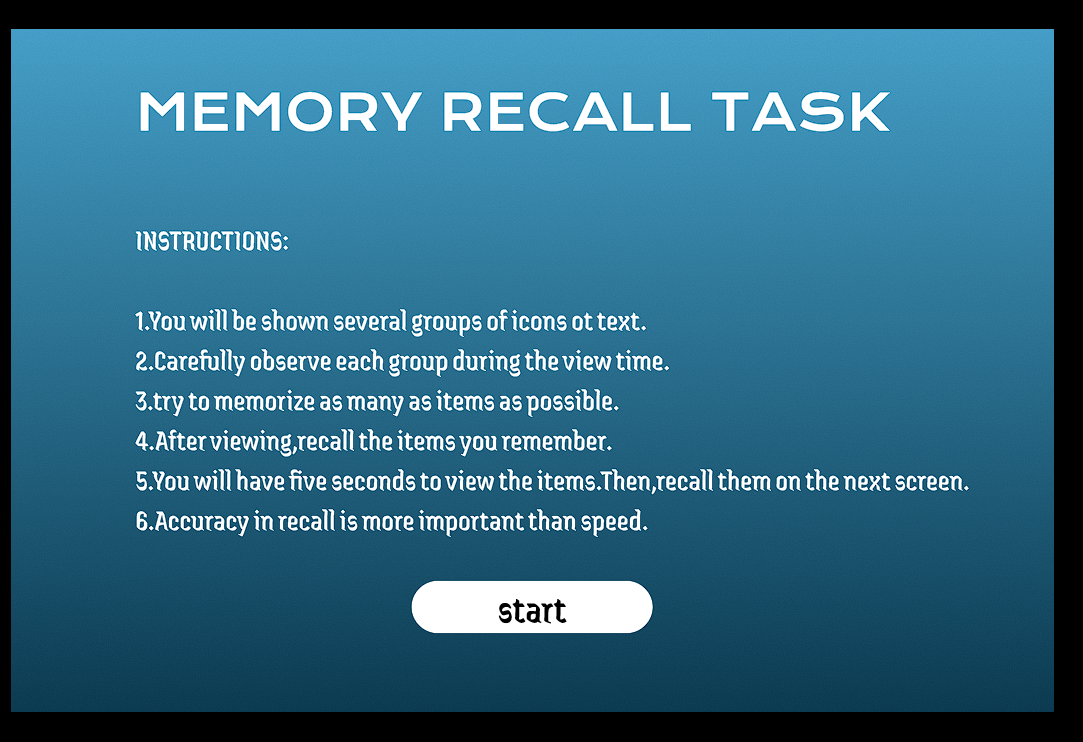 MEMORY RECALL TASK
INSTRUCTIONS:
1.You will be shown several groups of icons ot text.
2.Carefully observe each group during the view time.
3.try to memorize as many as items as possible.
4.After viewing,recall the items you remember.
5.You will have five seconds to view the items.Then,recall them on the next screen.
6.Accuracy in recall is more important than speed.
start